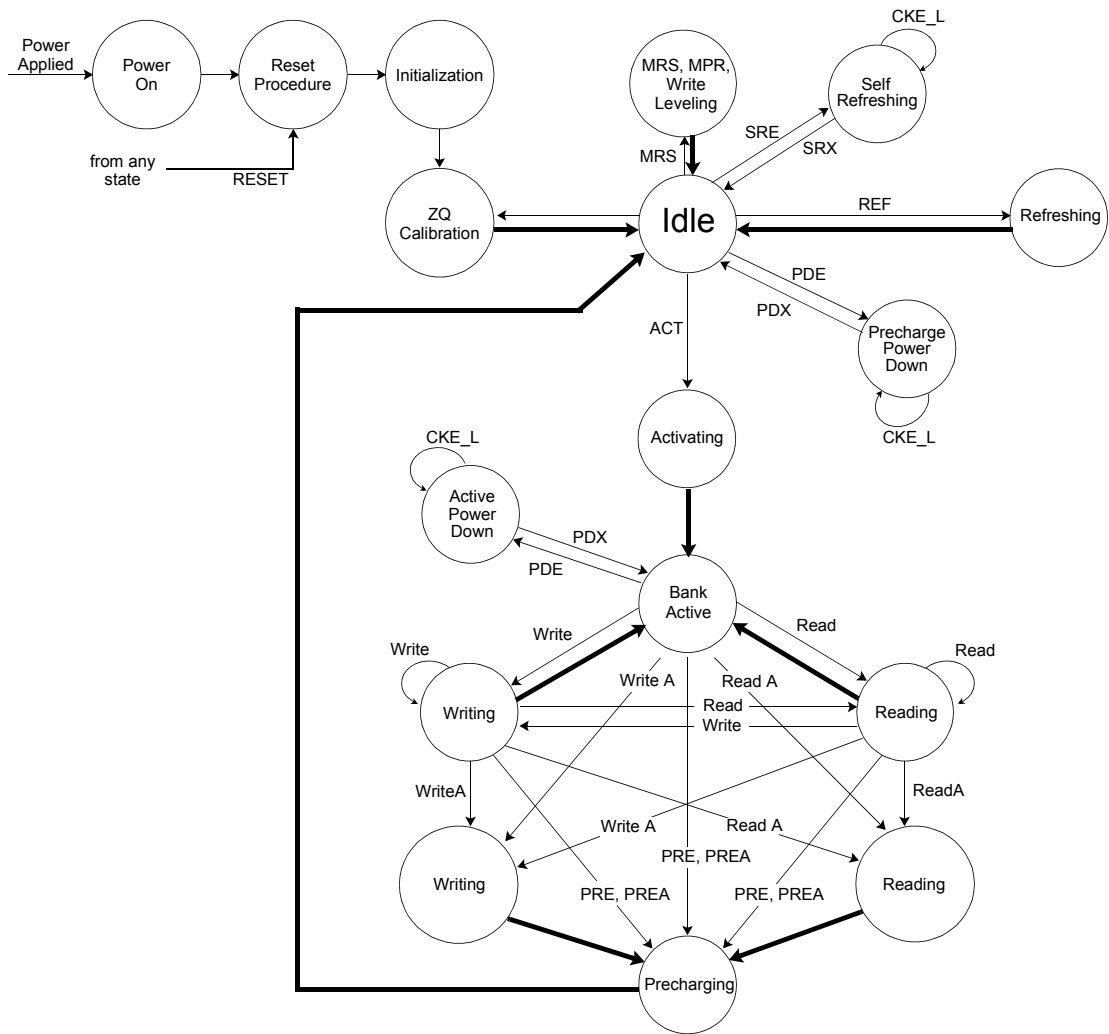 Power
Applied
Power
On
Reset
Procedure
Initialization
from any
state
RESET
ZQ
Calibration
MRS, MPR,
Write
Leveling
MRS
CKE_L
Self
Refreshing
SRE
SRX
Idle
REF
Refreshing
PDE
PDX
Precharge
Power
Down
CKE_L
ACT
Activating
CKE_L
Active
Power
Down
PDX
PDE
Bank
Active
Write
Read
Write
Read
Write A
Read A
Writing
Read
Write
Reading
WriteA
ReadA
Write A
Read A
PRE, PREA
Writing
Reading
PRE, PREA
PRE, PREA
Precharging